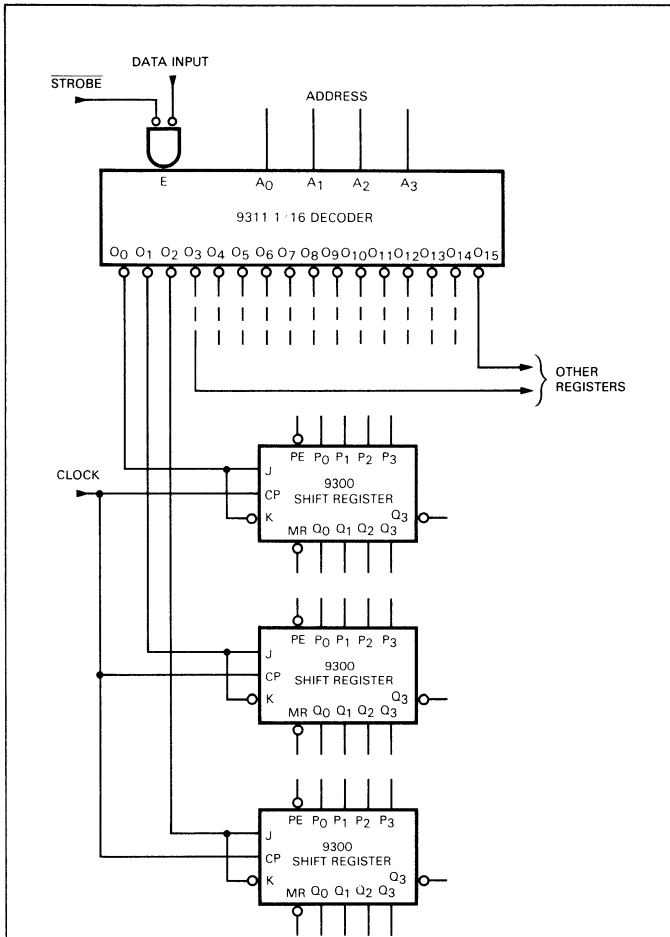 DATA INPUT
STROBE
ADDRESS
E A0 A1 A2 A3
9311 1/16 DECODER
O0 O1 O2 O3 O4 O5 O6 O7 O8 O9 O10 O11 O12 O13 O14 O15
OTHER
REGISTERS
CLOCK
PE P0 P1 P2 P3
J
9300
SHIFT REGISTER
CP
K
Q3
MR Q0 Q1 Q2 Q3
PE P0 P1 P2 P3
J
9300
SHIFT REGISTER
CP
K
Q3
MR Q0 Q1 Q2 Q3
PE P0 P1 P2 P3
J
9300
SHIFT REGISTER
CP
K
Q3
MR Q0 Q1 Q2 Q3